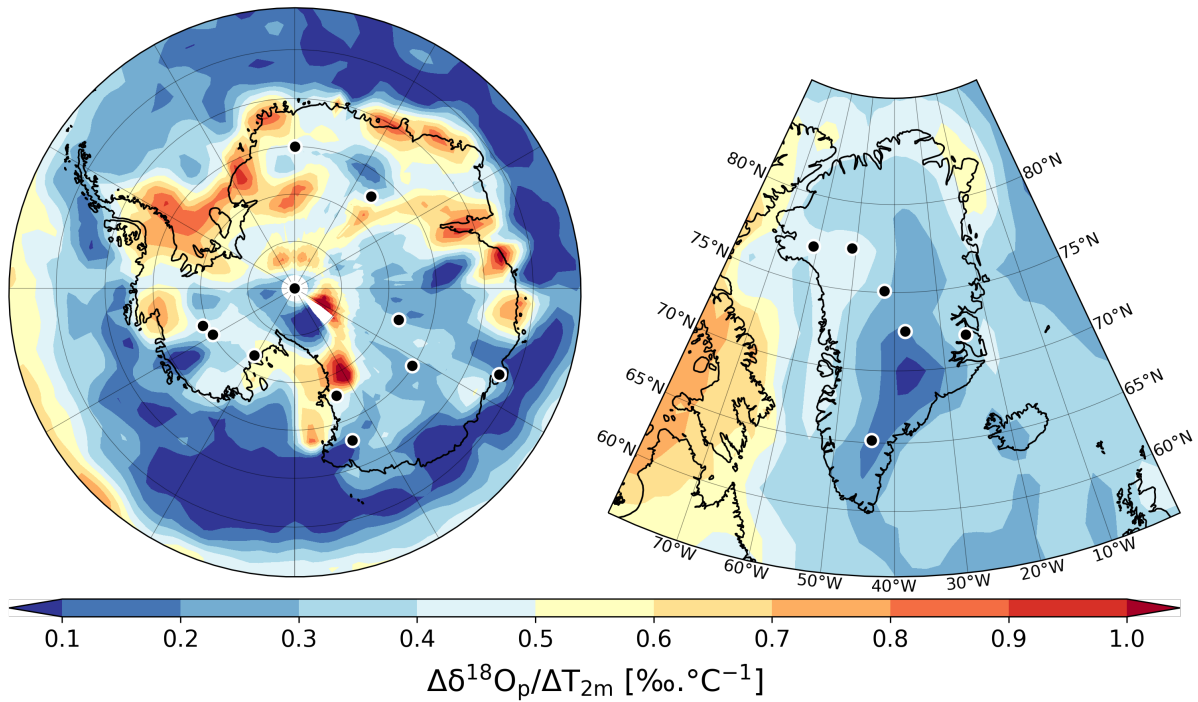 80°N
80°N
75°N
75°N
70°N
70°N
65°N
65°N
60°N
60°N
70°W
60°W
50°W
40°W
30°W
20°W
10°W
0.1 0.2 0.3 0.4 0.5 0.6 0.7 0.8 0.9 1.0
Δδ¹⁸Oₚ/ΔT₂ₘ [‰.°C⁻¹]